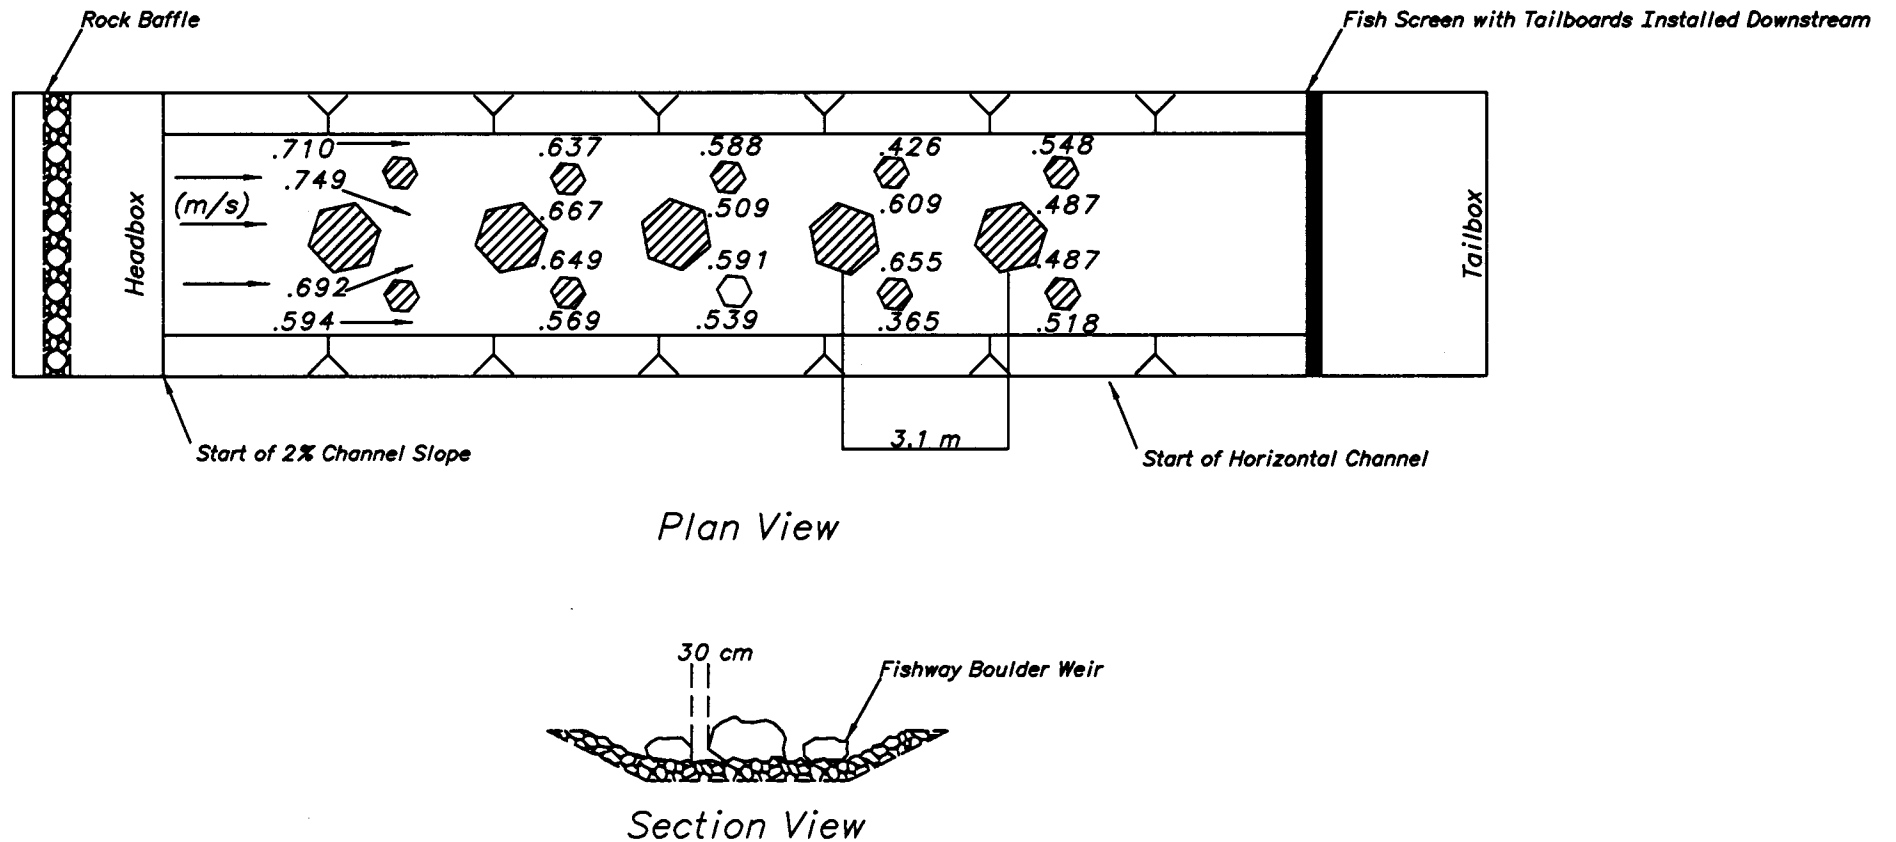 Rock Baffle
Fish Screen with Tailboards Installed Downstream
.710
.637
.588
.426
.548
.749
(m/s)
.667
.509
.609
.487
Headbox
Tailbox
.649
.591
.655
.487
.692
.594
.569
.539
.365
.518
3.1 m
Start of 2% Channel Slope
Start of Horizontal Channel
Plan View
30 cm
Fishway Boulder Weir
Section View